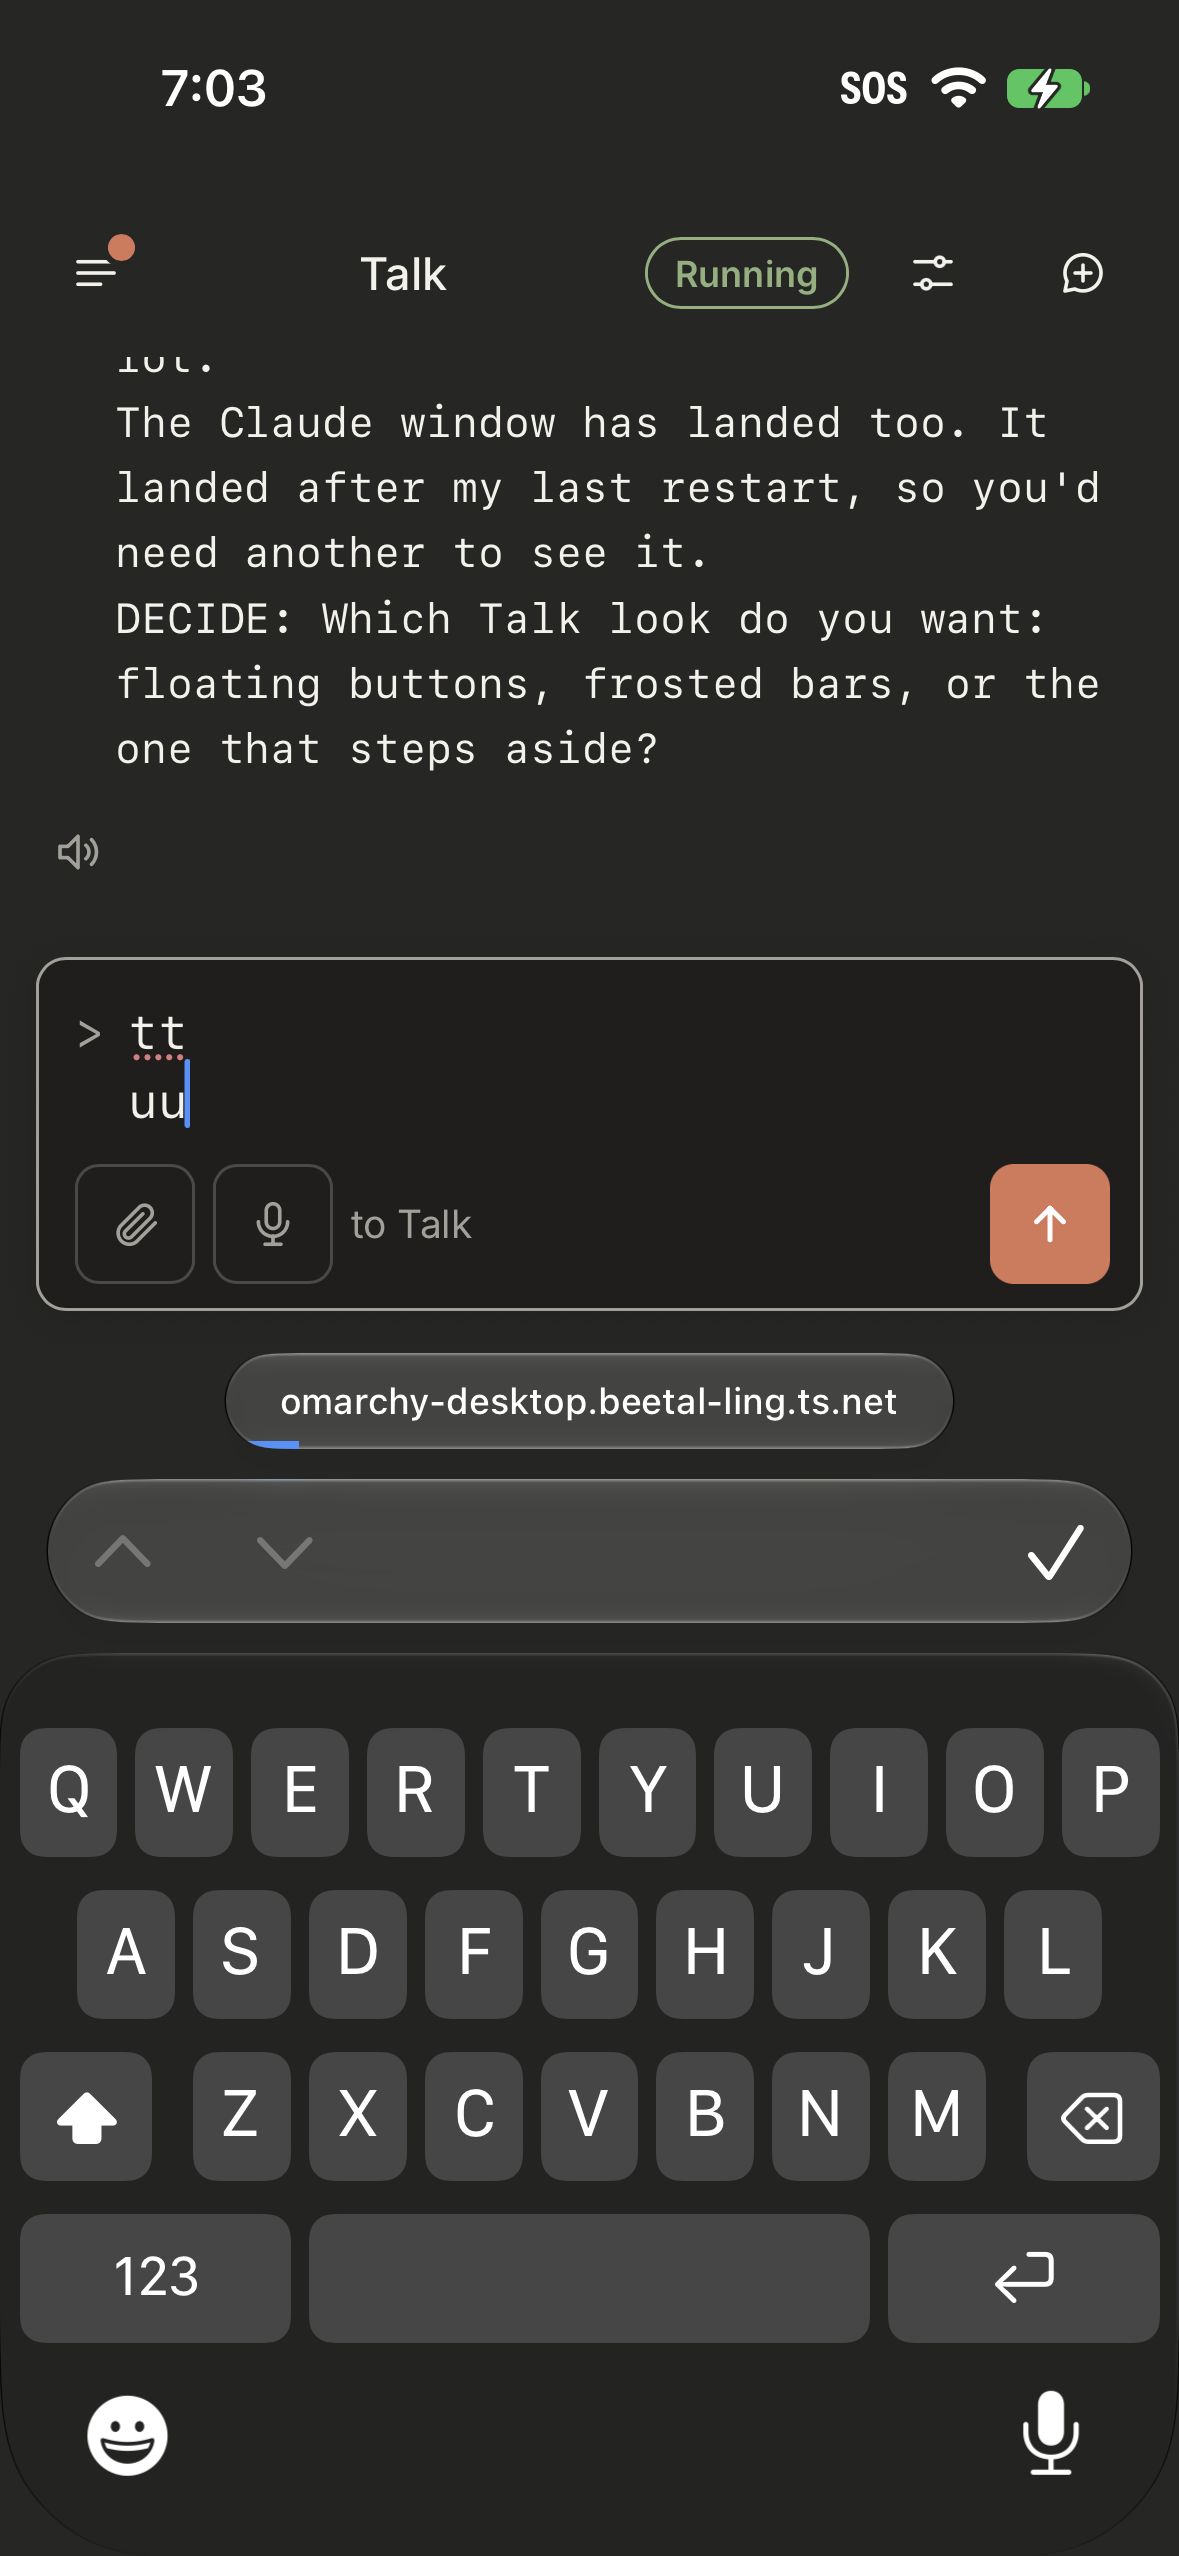 7:03
SOS
Talk
Running
lot.
The Claude window has landed too. It
landed after my last restart, so you'd
need another to see it.
DECIDE: Which Talk look do you want:
floating buttons, frosted bars, or the
one that steps aside?
> tt
uu
to Talk
omarchy-desktop.beetal-ling.ts.net
Q W E R T Y U I O P
A S D F G H J K L
Z X C V B N M
123